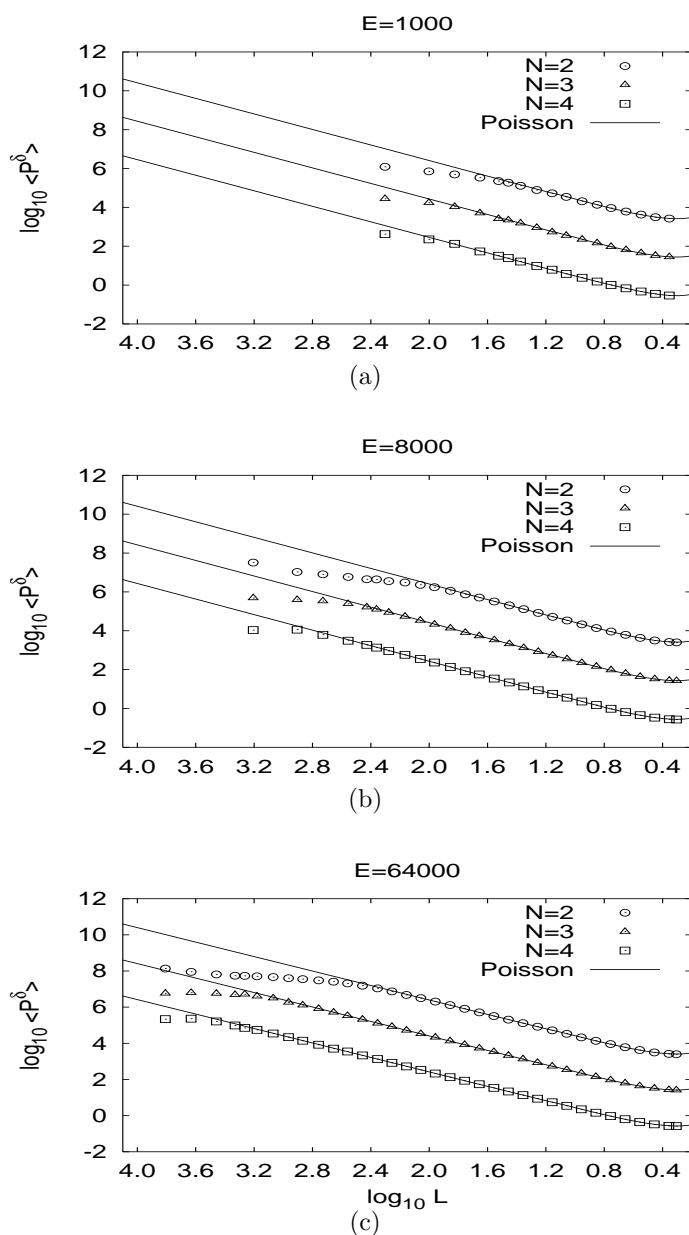 E=1000
12
10
8
6
4
2
0
-2
N=2
N=3
N=4
Poisson
log10 <P^δ>
4.0 3.6 3.2 2.8 2.4 2.0 1.6 1.2 0.8 0.4
(a)
E=8000
12
10
8
6
4
2
0
-2
N=2
N=3
N=4
Poisson
log10 <P^δ>
4.0 3.6 3.2 2.8 2.4 2.0 1.6 1.2 0.8 0.4
(b)
E=64000
12
10
8
6
4
2
0
-2
N=2
N=3
N=4
Poisson
log10 <P^δ>
4.0 3.6 3.2 2.8 2.4 2.0 1.6 1.2 0.8 0.4
log10 L
(c)